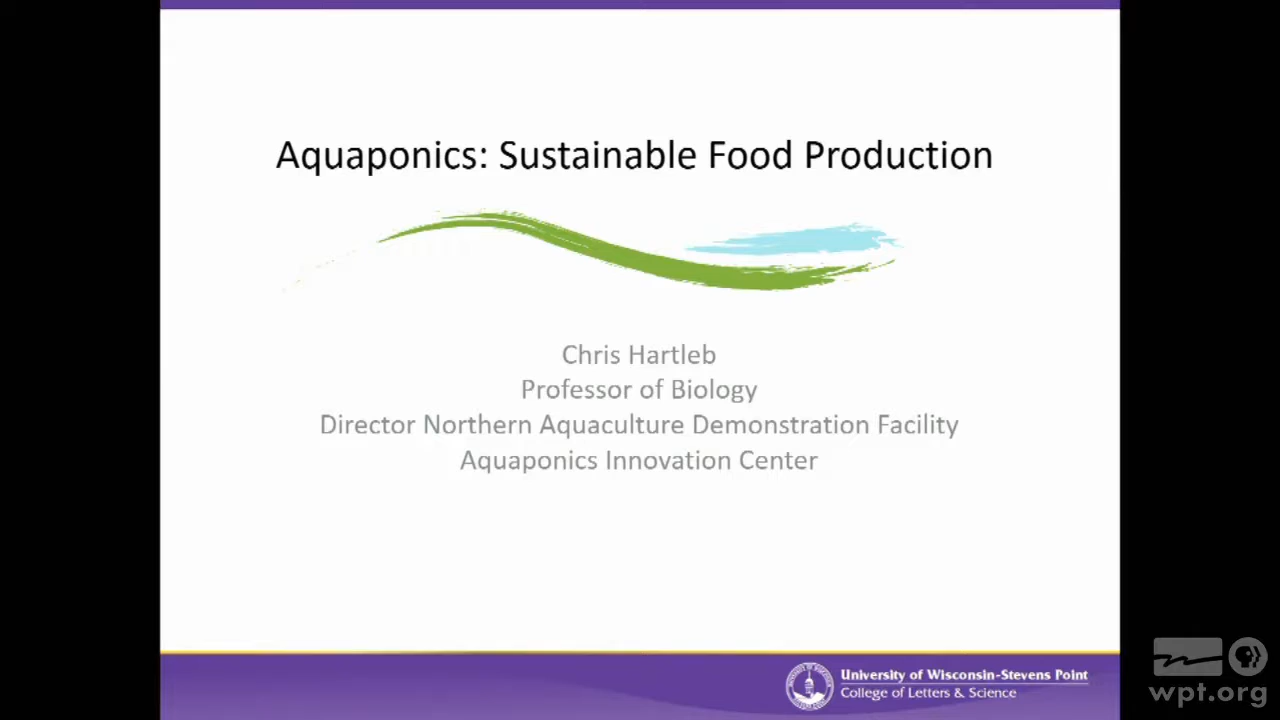 Aquaponics: Sustainable Food Production
Chris Hartleb
Professor of Biology
Director Northern Aquaculture Demonstration Facility
Aquaponics Innovation Center
University of Wisconsin-Stevens Point
College of Letters & Science
wpt.org